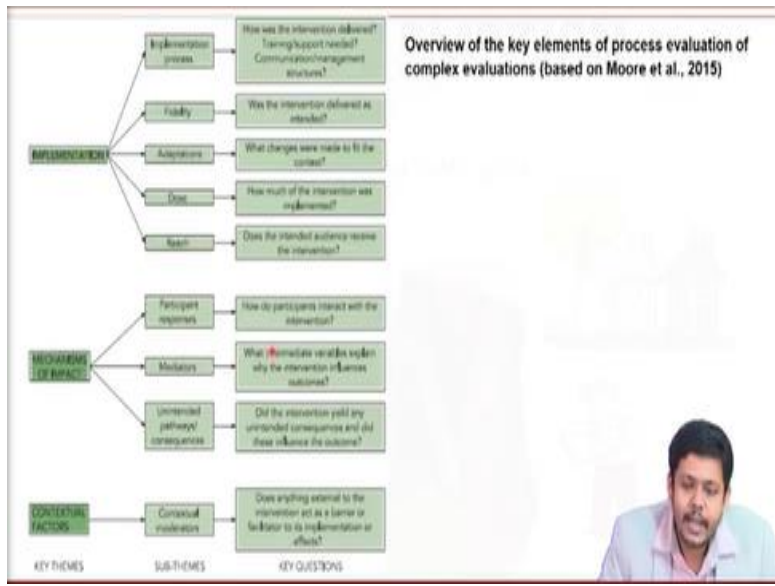 Overview of the key elements of process evaluation of
complex evaluations (based on Moore et al., 2015)
IMPLEMENTATION
Implementation
process
How was the intervention delivered?
Training/support needed?
Communication/management
structures?
Fidelity
Was the intervention delivered as
intended?
Adaptations
What changes were made to fit the
context?
Dose
How much of the intervention was
implemented?
Reach
Does the intended audience receive
the intervention?
MECHANISMS
OF IMPACT
Participant
responses
How do participants interact with the
intervention?
Mediators
What intermediate variables explain
why the intervention influences
outcomes?
Unintended
pathways/
consequences
Did the intervention yield any
unintended consequences and did
these influence the outcome?
CONTEXTUAL
FACTORS
Contextual
moderators
Does anything external to the
intervention act as a barrier or
facilitator to its implementation or
effects?
KEY THEMES
SUB-THEMES
KEY QUESTIONS